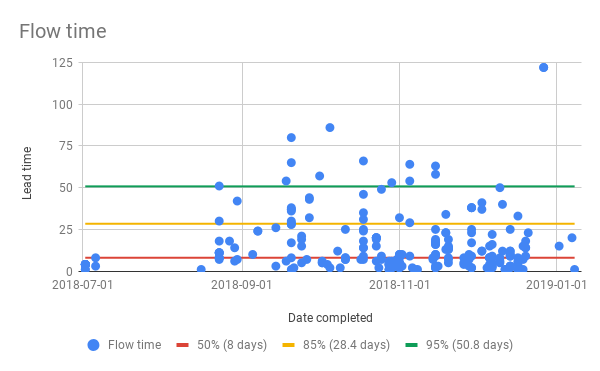 Flow time
125
100
75
50
25
0
Lead time
2018-07-01 2018-09-01 2018-11-01 2019-01-01
Date completed
Flow time 50% (8 days) 85% (28.4 days) 95% (50.8 days)